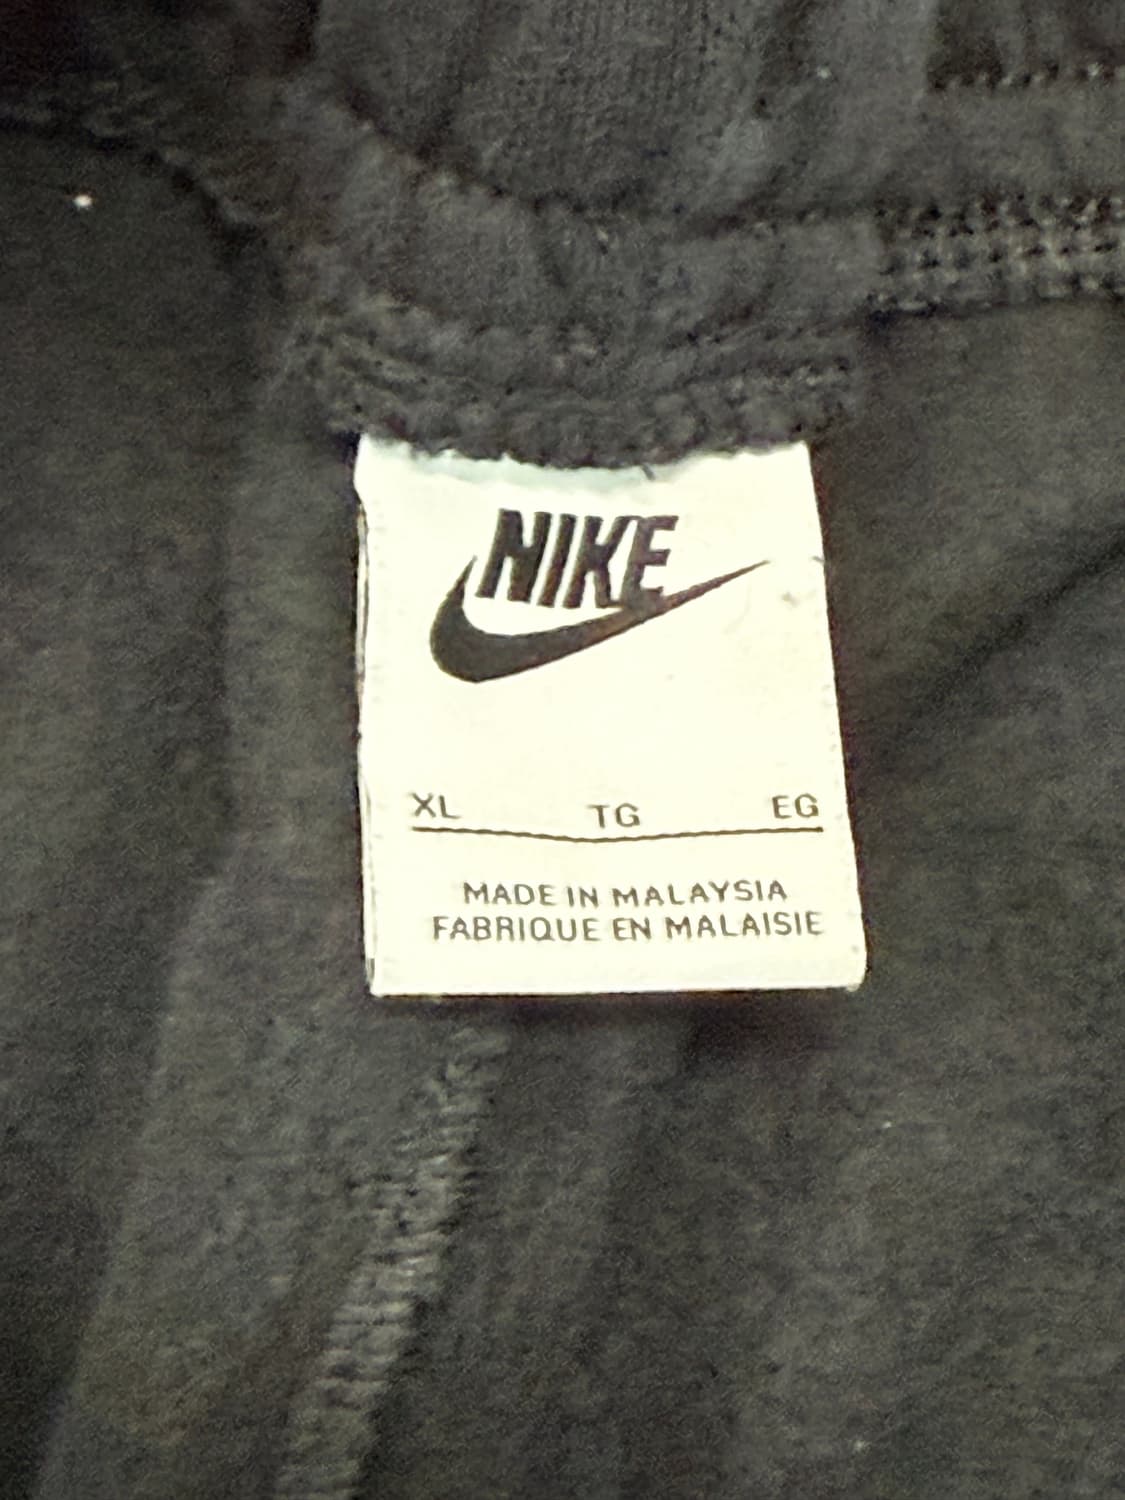 NIKE
XL TG EG
MADE IN MALAYSIA
FABRIQUE EN MALAISIE